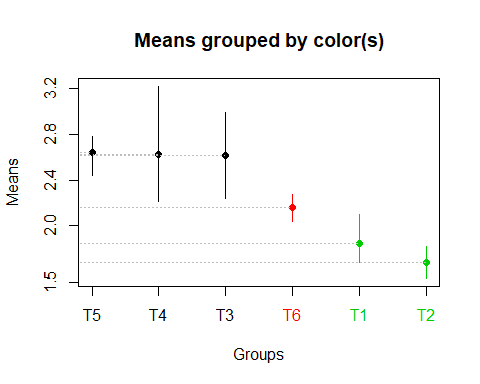 Means grouped by color(s)
3.2
2.8
2.4
2.0
1.5
Means
T5 T4 T3 T6 T1 T2
Groups